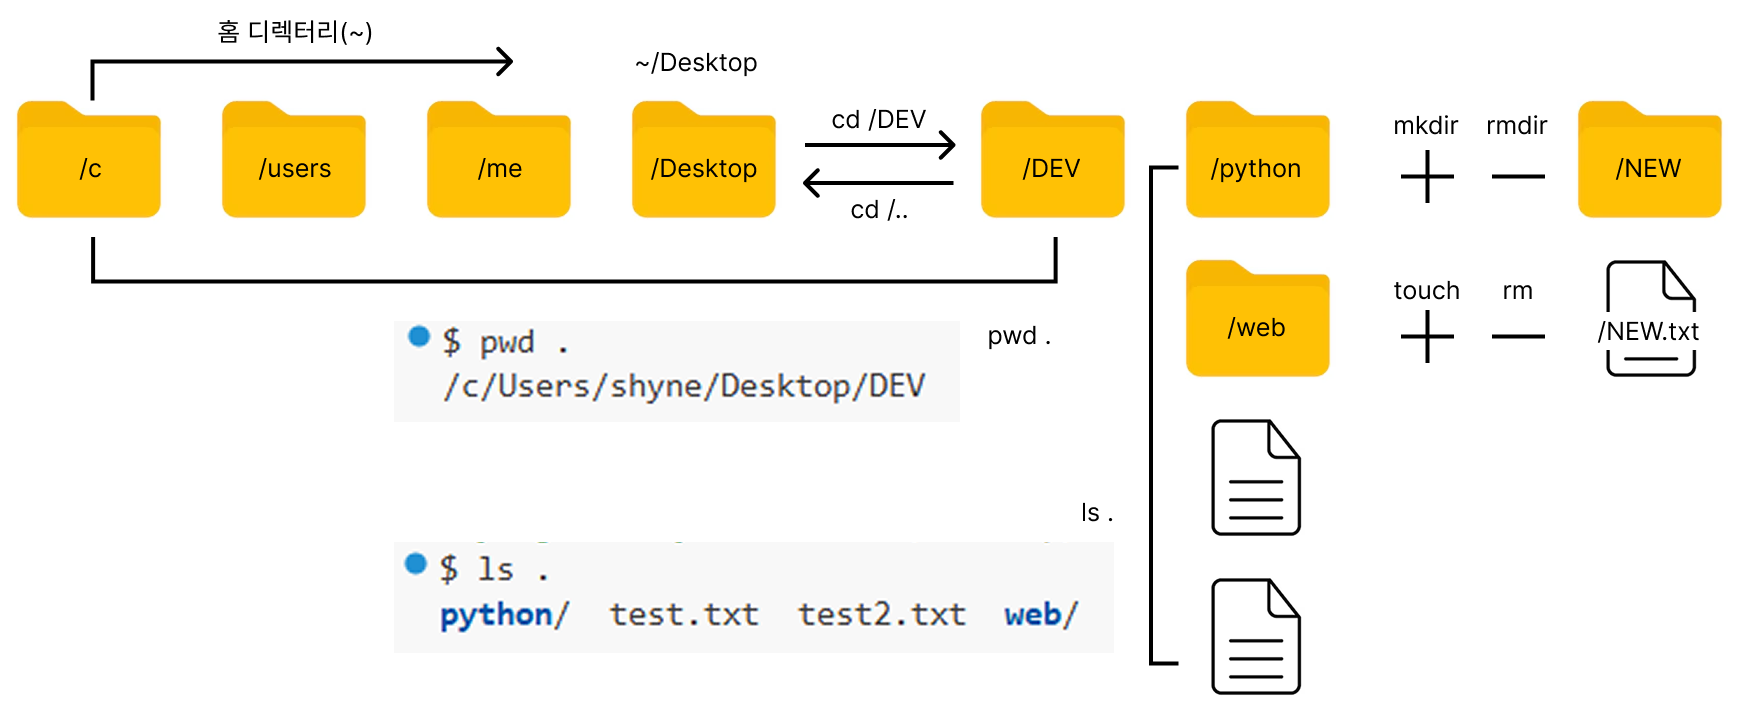 홈 디렉터리(~)
~/Desktop
/c
/users
/me
/Desktop
cd /DEV
cd /..
/DEV
/python
mkdir
rmdir
/NEW
/web
touch
rm
/NEW.txt
$ pwd .
/c/Users/shyne/Desktop/DEV
pwd .
ls .
$ ls .
python/ test.txt test2.txt web/